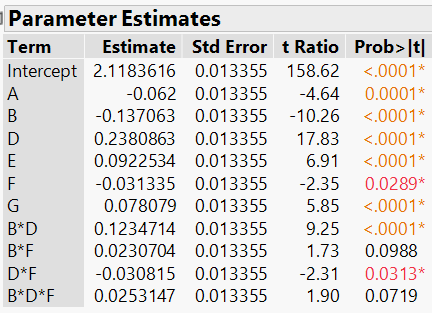 Parameter Estimates
Term Estimate Std Error t Ratio Prob>|t|
Intercept 2.1183616 0.013355 158.62 <.0001*
A -0.062 0.013355 -4.64 0.0001*
B -0.137063 0.013355 -10.26 <.0001*
D 0.2380863 0.013355 17.83 <.0001*
E 0.0922534 0.013355 6.91 <.0001*
F -0.031335 0.013355 -2.35 0.0289*
G 0.078079 0.013355 5.85 <.0001*
B*D 0.1234714 0.013355 9.25 <.0001*
B*F 0.0230704 0.013355 1.73 0.0988
D*F -0.030815 0.013355 -2.31 0.0313*
B*D*F 0.0253147 0.013355 1.90 0.0719